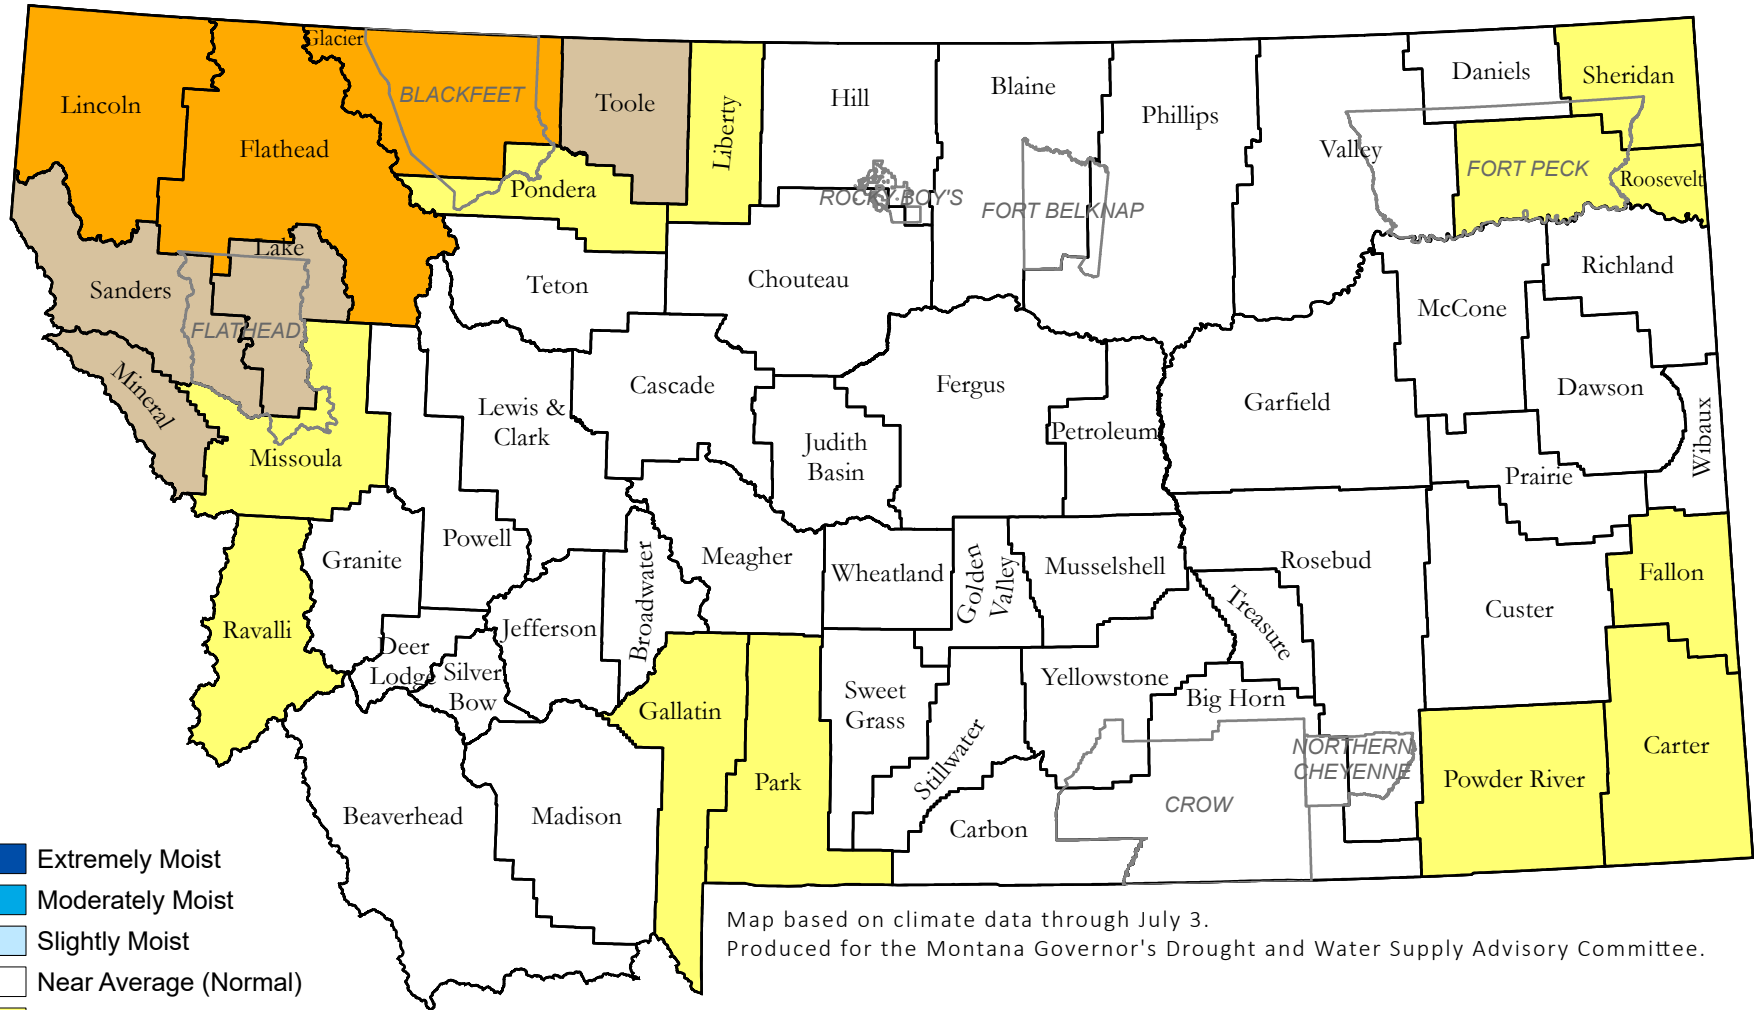 Glacier
Lincoln
Flathead
BLACKFEET
Toole
Liberty
Hill
Blaine
Phillips
Valley
Daniels
Sheridan
FORT PECK
Roosevelt
Pondera
ROCKY BOY'S
FORT BELKNAP
Lake
Sanders
FLATHEAD
Teton
Chouteau
McCone
Richland
Mineral
Missoula
Lewis &
Clark
Cascade
Judith
Basin
Fergus
Petroleum
Garfield
Dawson
Wibaux
Prairie
Granite
Powell
Meagher
Broadwater
Wheatland
Golden
Valley
Musselshell
Rosebud
Treasure
Custer
Fallon
Ravalli
Deer
Lodge
Silver
Bow
Jefferson
Gallatin
Park
Sweet
Grass
Stillwater
Yellowstone
Big Horn
NORTHERN
CHEYENNE
CROW
Powder River
Carter
Beaverhead
Madison
Carbon
Extremely Moist
Moderately Moist
Slightly Moist
Near Average (Normal)
Map based on climate data through July 3.
Produced for the Montana Governor's Drought and Water Supply Advisory Committee.